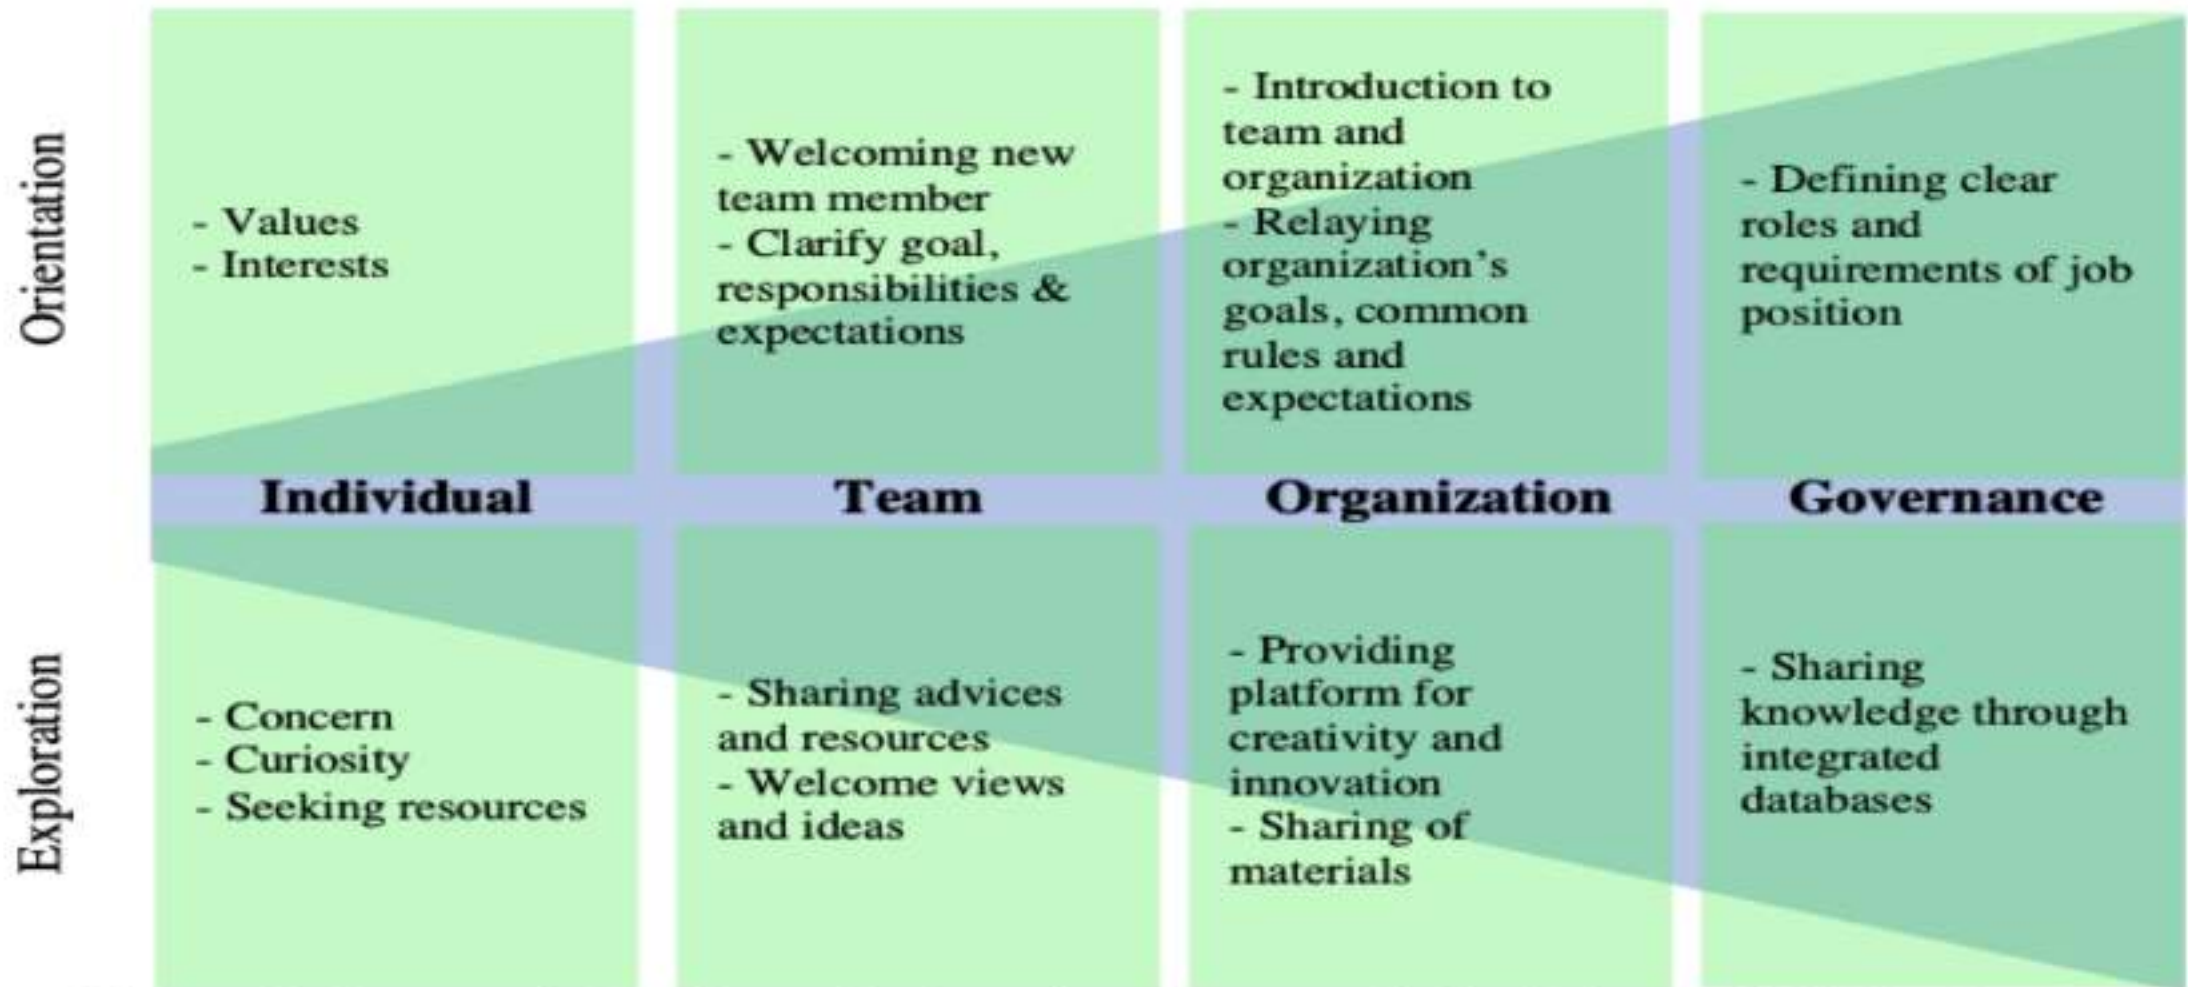 Orientation
- Values
- Interests
- Welcoming new
team member
- Clarify goal,
responsibilities &
expectations
- Introduction to
team and
organization
- Relaying
organization's
goals, common
rules and
expectations
- Defining clear
roles and
requirements of job
position
Individual
Team
Organization
Governance
Exploration
- Concern
- Curiosity
- Seeking resources
- Sharing advices
and resources
- Welcome views
and ideas
- Providing
platform for
creativity and
innovation
- Sharing of
materials
- Sharing
knowledge through
integrated
databases